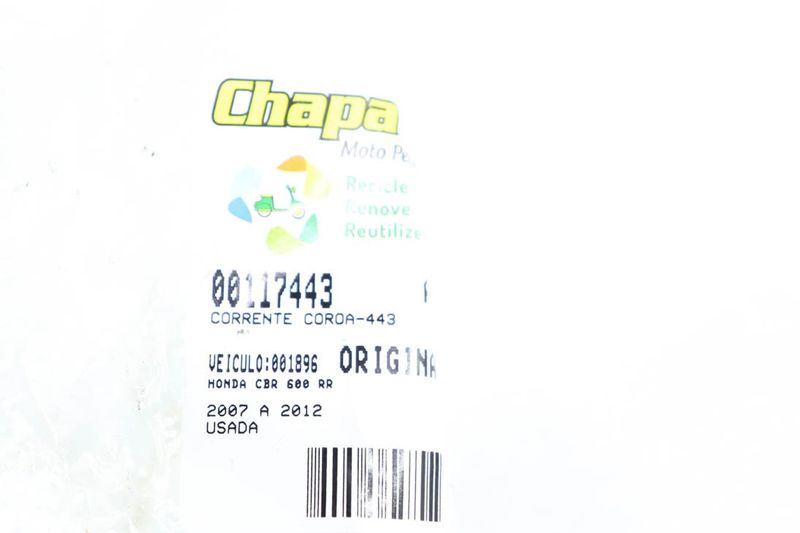 Chapa
Moto
Recicle
Renove
Reutilize
00117443
CORRENTE COROA-443
VEICULO:001896 ORIGINA
HONDA CBR 600 RR
2007 A 2012
USADA